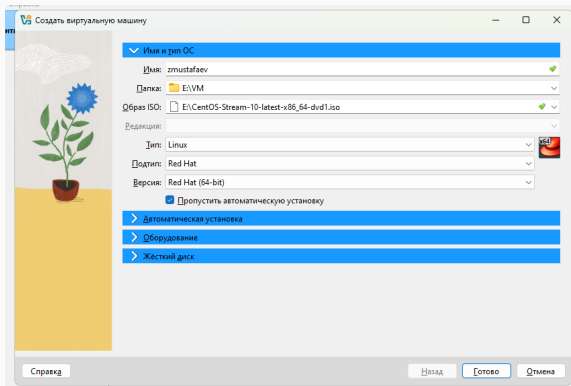 Создать виртуальную машину
Имя и тип ОС
Имя: zmustafaev
Папка: E:\VM
Образ ISO: E:\CentOS-Stream-10-latest-x86_64-dvd1.iso
Редакция:
Тип: Linux
x64
Подтип: Red Hat
Версия: Red Hat (64-bit)
Пропустить автоматическую установку
Автоматическая установка
Оборудование
Жёсткий диск
Справка
Назад
Готово
Отмена